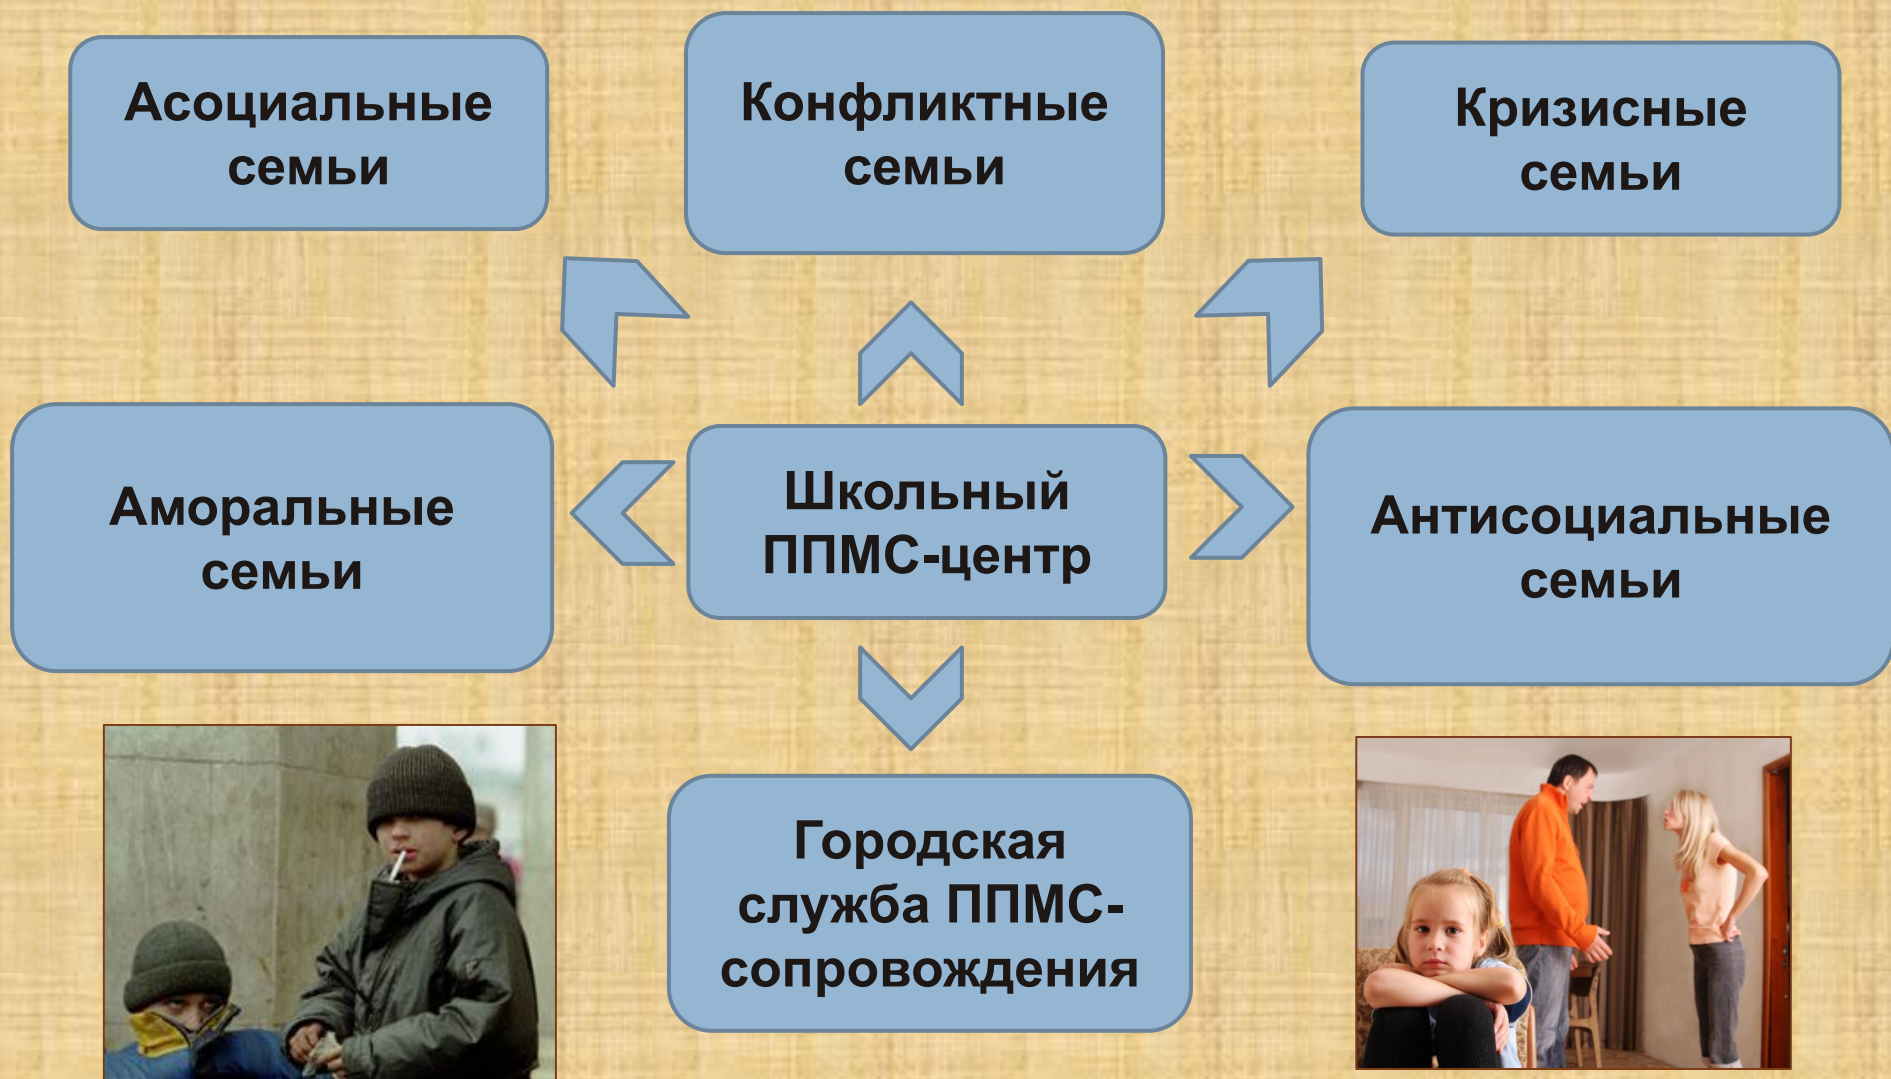 Асоциальные
семьи
Конфликтные
семьи
Кризисные
семьи
Аморальные
семьи
Школьный
ППМС-центр
Антисоциальные
семьи
Городская
служба ППМС-
сопровождения